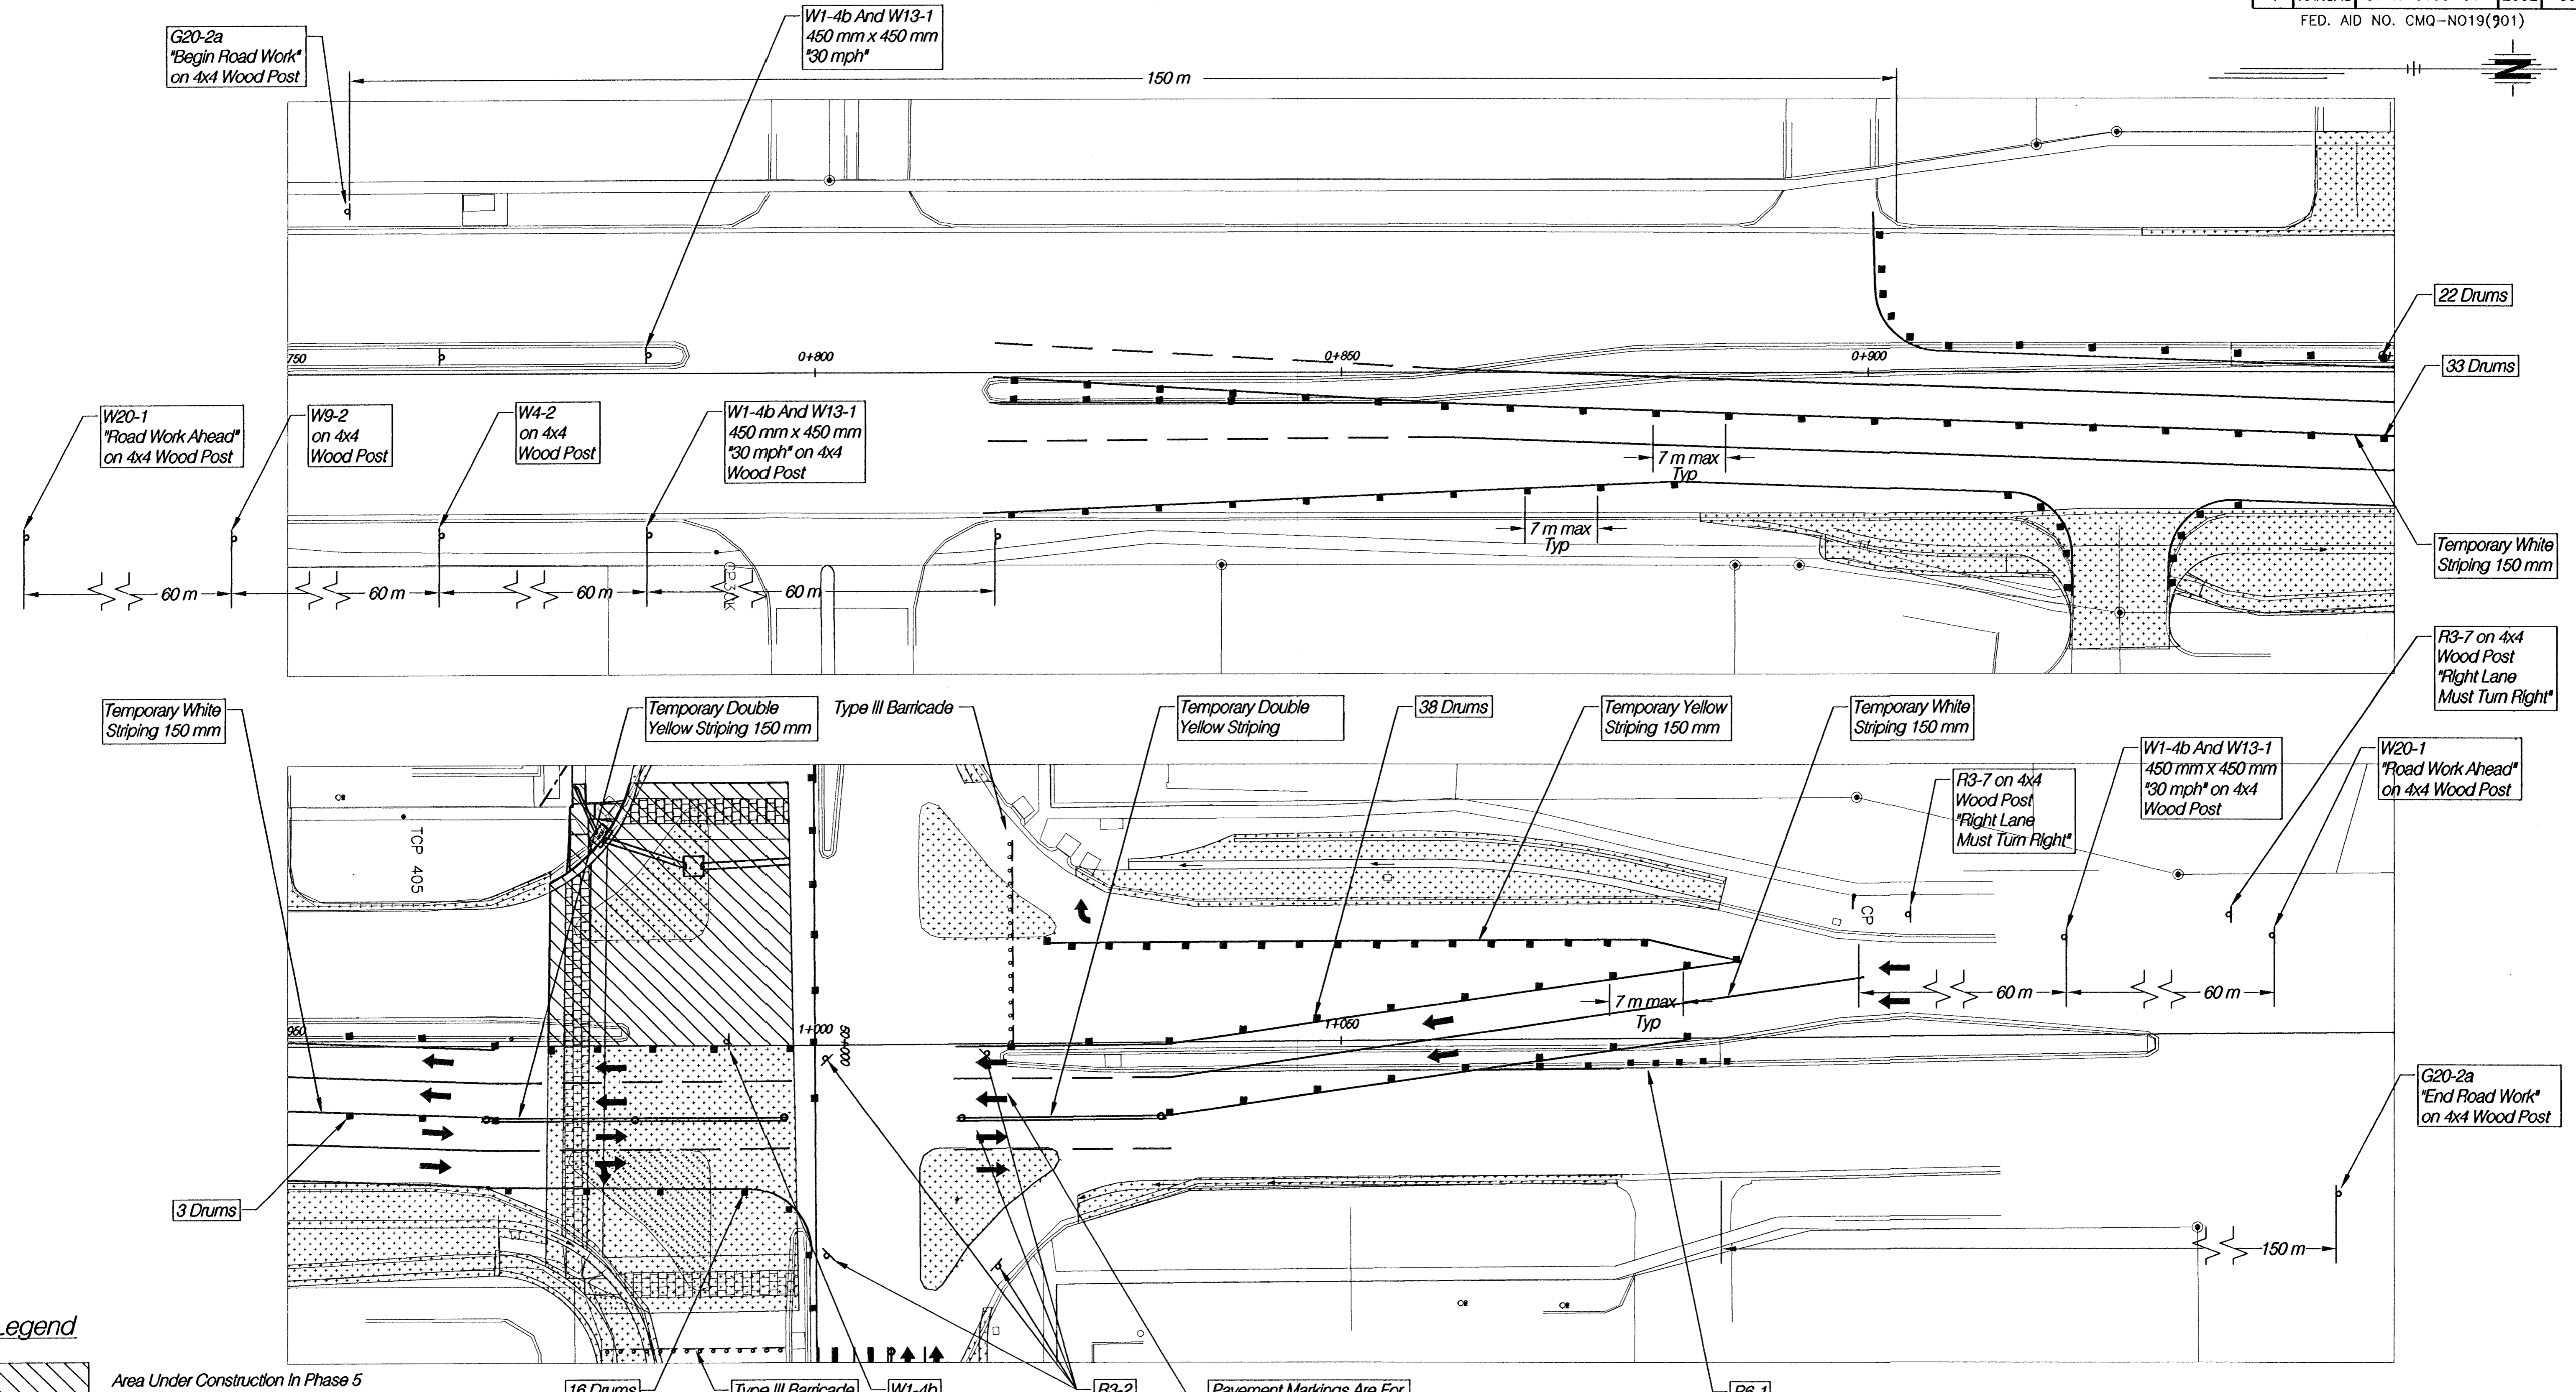 FED. AID NO. CMQ-N019(901)
N
G20-2a
"Begin Road Work"
on 4x4 Wood Post
W1-4b And W13-1
450 mm x 450 mm
"30 mph"
150 m
22 Drums
33 Drums
750
0+800
0+850
0+900
W20-1
"Road Work Ahead"
on 4x4 Wood Post
W9-2
on 4x4
Wood Post
W4-2
on 4x4
Wood Post
W1-4b And W13-1
450 mm x 450 mm
"30 mph" on 4x4
Wood Post
7 m max
Typ
7 m max
Typ
60 m
60 m
60 m
60 m
Temporary White
Striping 150 mm
R3-7 on 4x4
Wood Post
"Right Lane
Must Turn Right"
Temporary White
Striping 150 mm
Temporary Double
Yellow Striping 150 mm
Type III Barricade
Temporary Double
Yellow Striping
38 Drums
Temporary Yellow
Striping 150 mm
Temporary White
Striping 150 mm
R3-7 on 4x4
Wood Post
"Right Lane
Must Turn Right"
W1-4b And W13-1
450 mm x 450 mm
"30 mph" on 4x4
Wood Post
W20-1
"Road Work Ahead"
on 4x4 Wood Post
TCP 405
CP
7 m max
Typ
60 m
60 m
950
1+000
50+000
1+050
G20-2a
"End Road Work"
on 4x4 Wood Post
3 Drums
150 m
Legend
Area Under Construction In Phase 5
16 Drums
Type III Barricade
W1-4b
R3-2
Pavement Markings Are For
R6-1